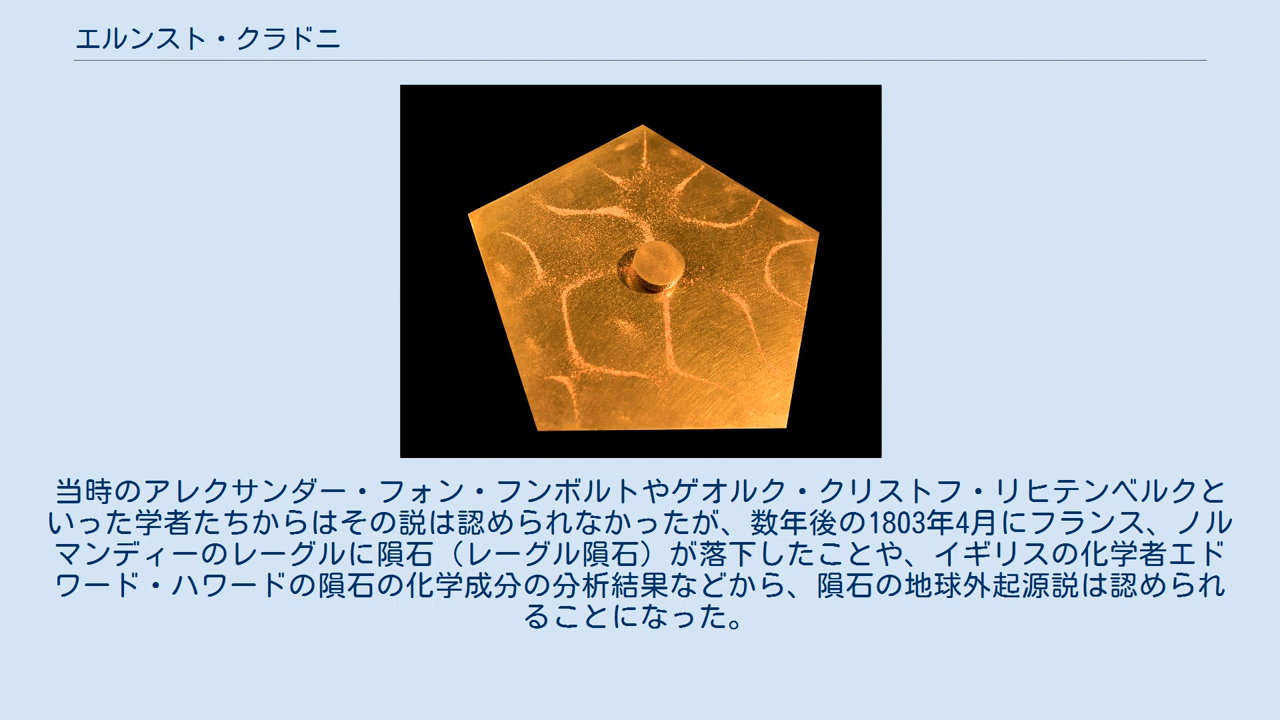 エルンスト・クラドニ
当時のアレクサンダー・フォン・フンボルトやゲオルク・クリストフ・リヒテンベルクと
いった学者たちからはその説は認められなかったが、数年後の1803年4月にフランス、ノル
マンディーのレーグルに隕石（レーグル隕石）が落下したことや、イギリスの化学者エド
ワード・ハワードの隕石の化学成分の分析結果などから、隕石の地球外起源説は認められ
ることになった。